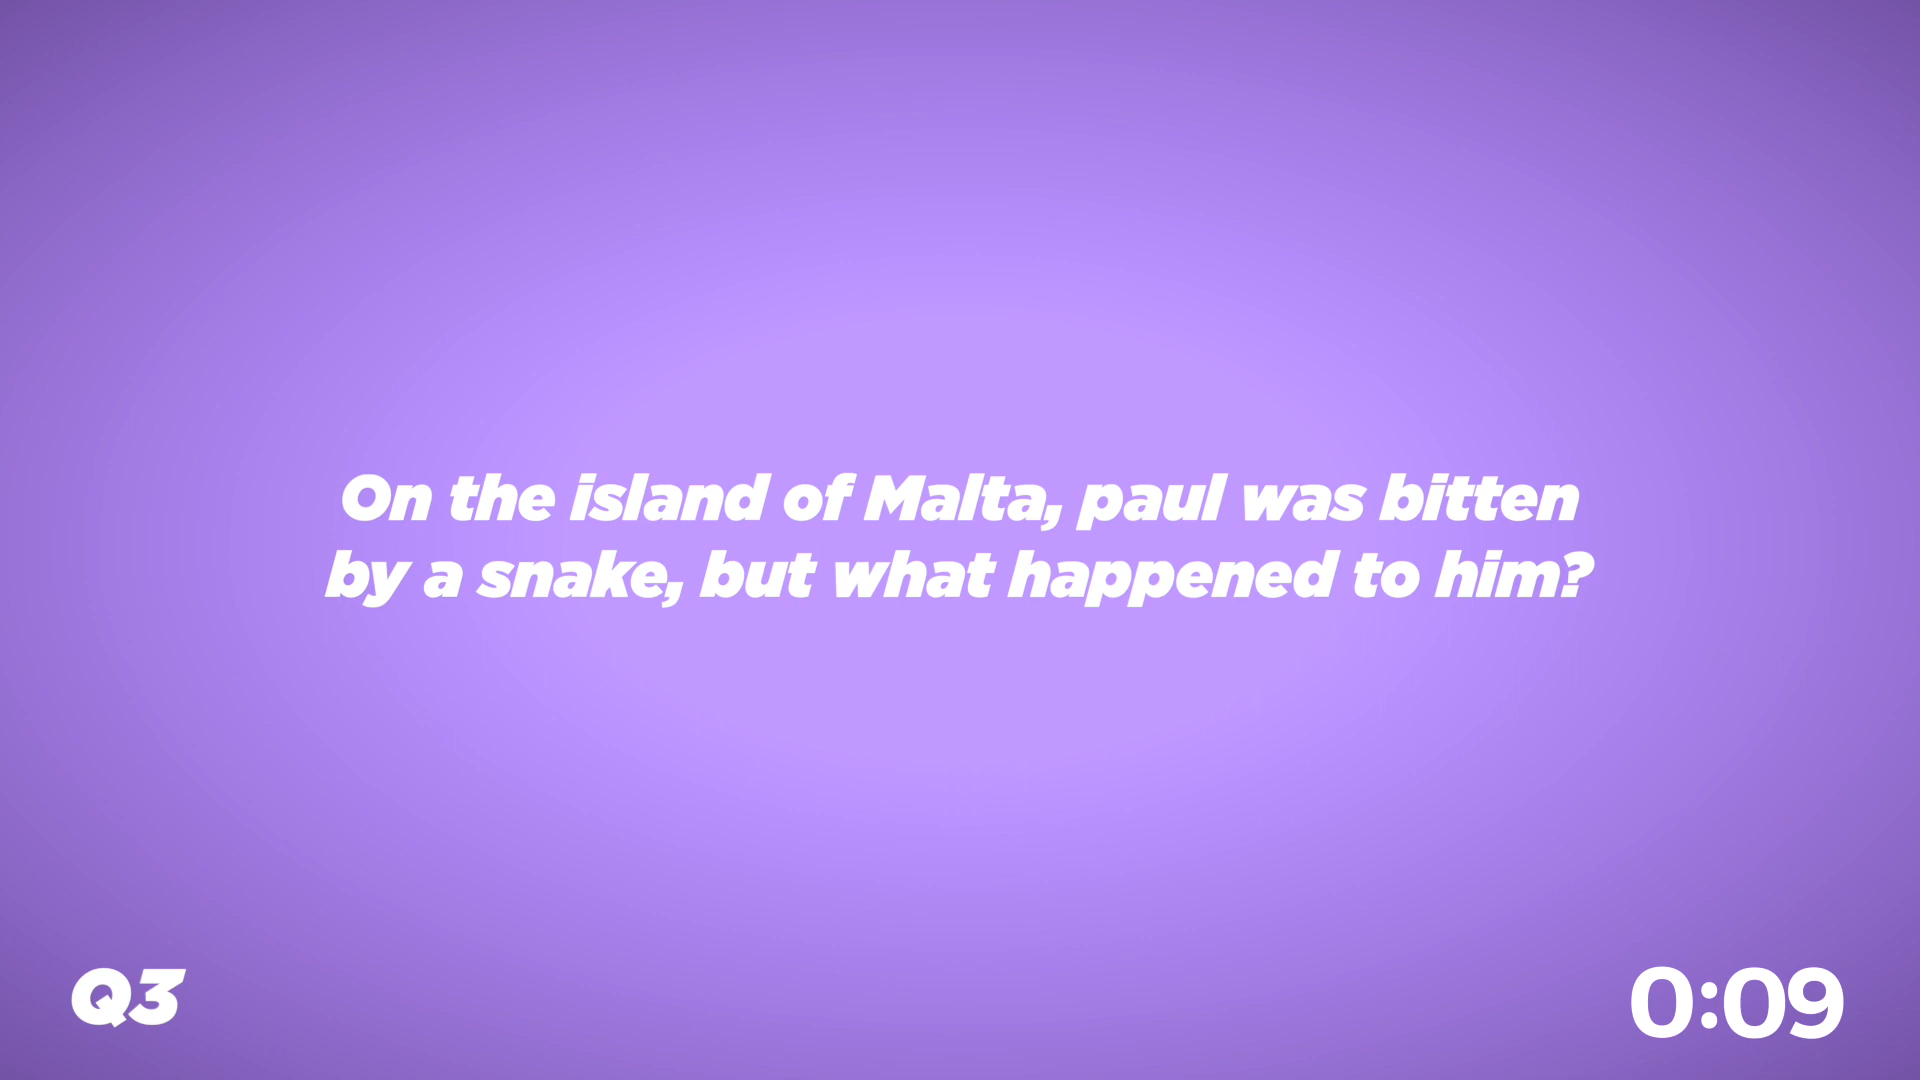 On the island of Malta, paul was bitten
by a snake, but what happened to him?
Q3
0:09